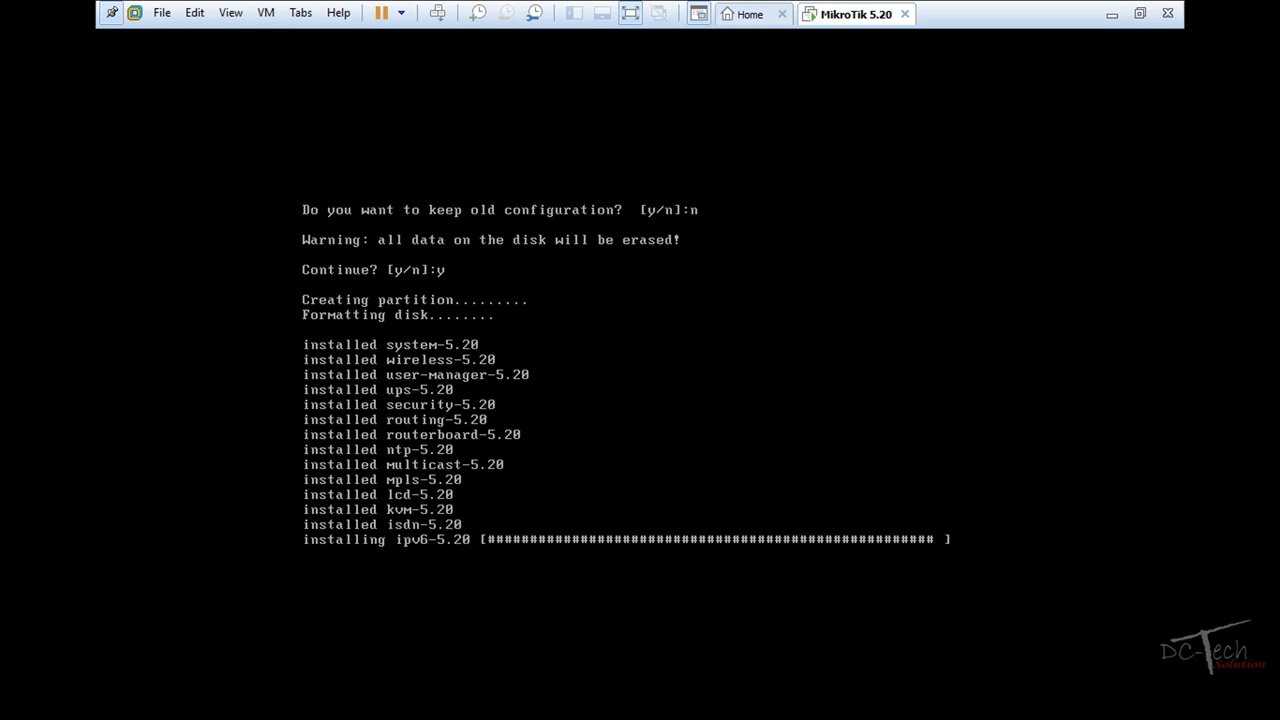 File Edit View VM Tabs Help Home MikroTik 5.20
Do you want to keep old configuration? [y/n]:n
Warning: all data on the disk will be erased!
Continue? [y/n]:y
Creating partition.........
Formatting disk........
installed system-5.20
installed wireless-5.20
installed user-manager-5.20
installed ups-5.20
installed security-5.20
installed routing-5.20
installed routerboard-5.20
installed ntp-5.20
installed multicast-5.20
installed mpls-5.20
installed lcd-5.20
installed kvm-5.20
installed isdn-5.20
installing ipv6-5.20 [##################################################### ]
DC-Tech
Solution